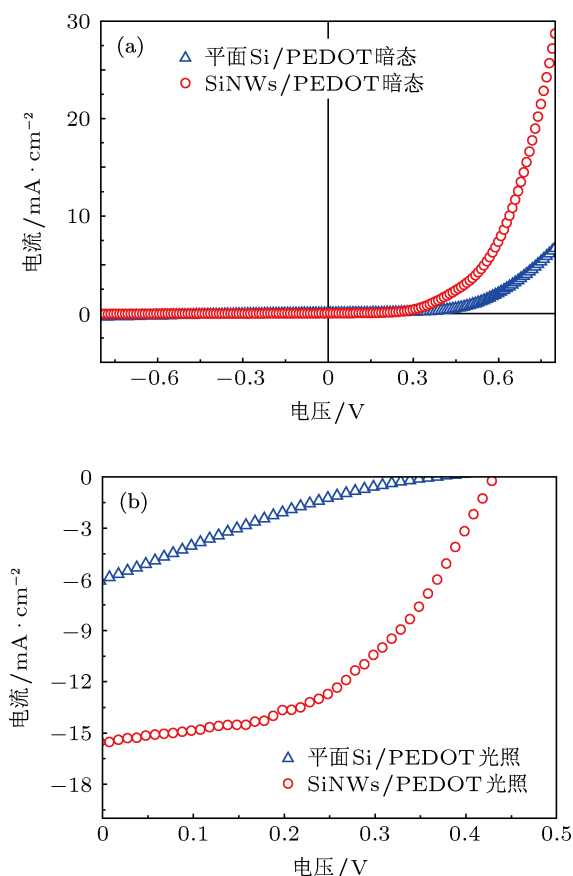 (a)
平面Si/PEDOT暗态
SiNWs/PEDOT暗态
30
20
10
0
电流/mA·cm⁻²
−0.6
−0.3
0
0.3
0.6
电压/V
(b)
0
−3
−6
−9
−12
−15
−18
电流/mA·cm⁻²
平面Si/PEDOT光照
SiNWs/PEDOT光照
0
0.1
0.2
0.3
0.4
0.5
电压/V